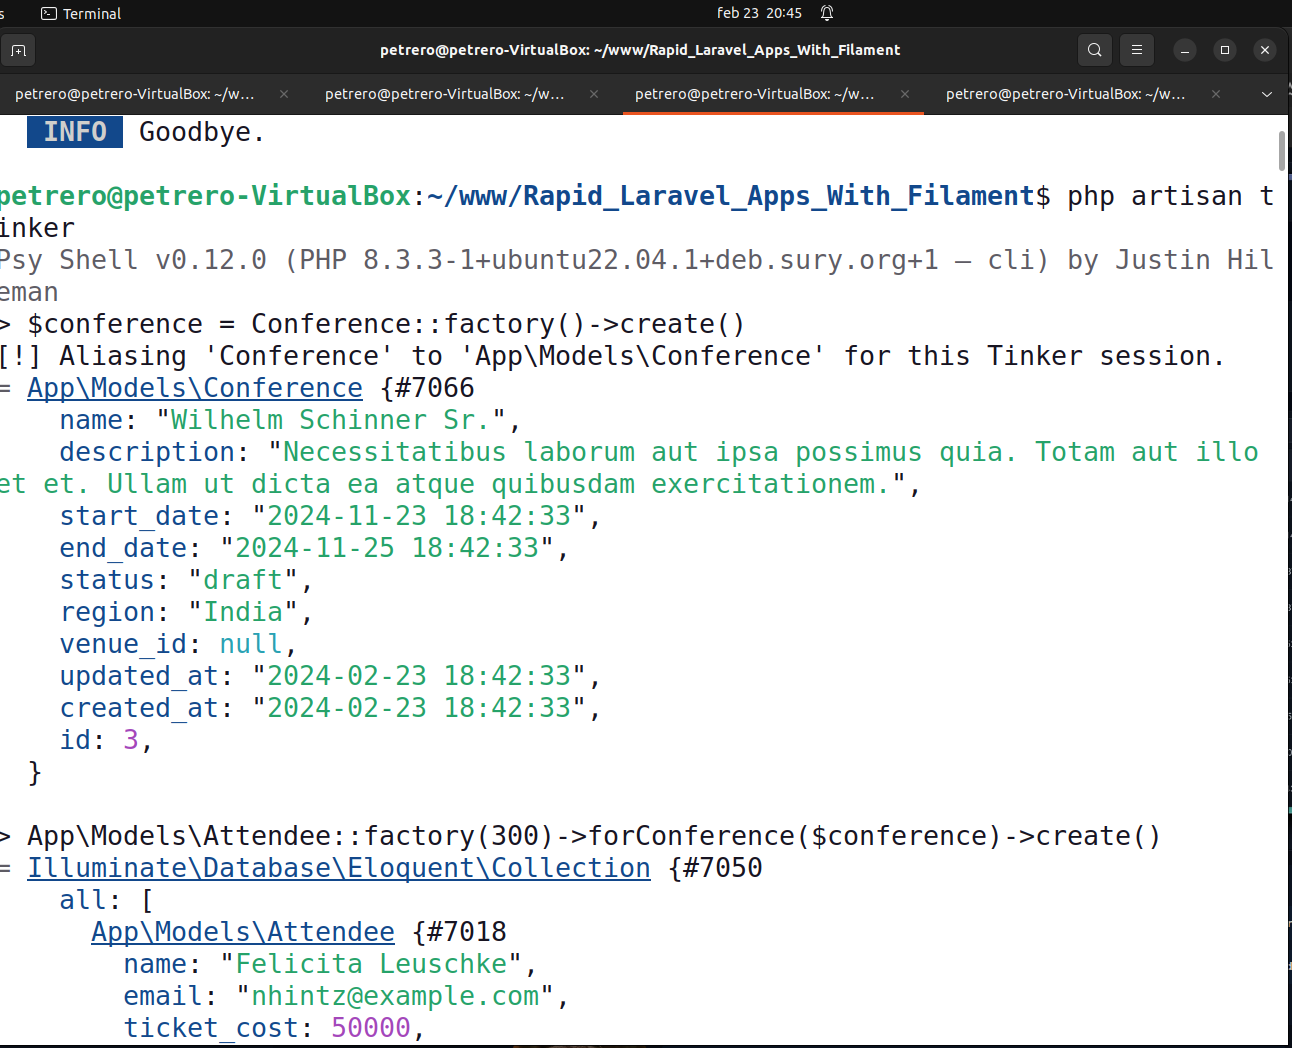 s Terminal feb 23 20:45
petrero@petrero-VirtualBox: ~/www/Rapid_Laravel_Apps_With_Filament
petrero@petrero-VirtualBox: ~/w... × petrero@petrero-VirtualBox: ~/w... × petrero@petrero-VirtualBox: ~/w... × petrero@petrero-VirtualBox: ~/w... ×
INFO Goodbye.
petrero@petrero-VirtualBox:~/www/Rapid_Laravel_Apps_With_Filament$ php artisan t
inker
Psy Shell v0.12.0 (PHP 8.3.3-1+ubuntu22.04.1+deb.sury.org+1 — cli) by Justin Hil
eman
> $conference = Conference::factory()->create()
[!] Aliasing 'Conference' to 'App\Models\Conference' for this Tinker session.
= App\Models\Conference {#7066
name: "Wilhelm Schinner Sr.",
description: "Necessitatibus laborum aut ipsa possimus quia. Totam aut illo
et et. Ullam ut dicta ea atque quibusdam exercitationem.",
start_date: "2024-11-23 18:42:33",
end_date: "2024-11-25 18:42:33",
status: "draft",
region: "India",
venue_id: null,
updated_at: "2024-02-23 18:42:33",
created_at: "2024-02-23 18:42:33",
id: 3,
}
> App\Models\Attendee::factory(300)->forConference($conference)->create()
= Illuminate\Database\Eloquent\Collection {#7050
all: [
App\Models\Attendee {#7018
name: "Felicita Leuschke",
email: "nhintz@example.com",
ticket_cost: 50000,